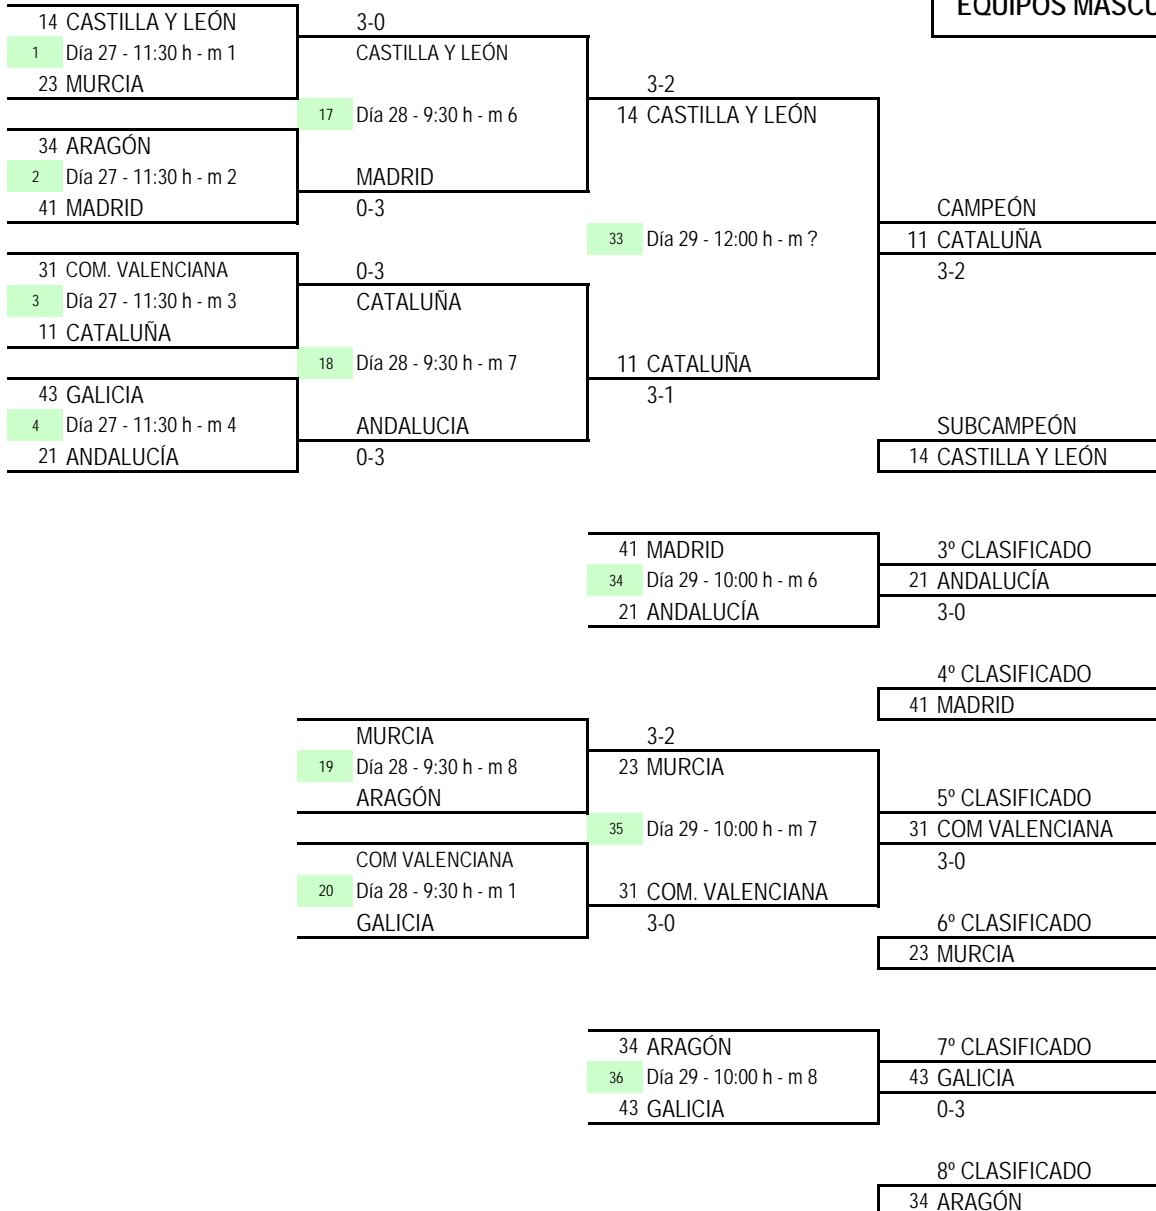 EQUIPOS MASCU
14 CASTILLA Y LEÓN
1 Día 27 - 11:30 h - m 1
23 MURCIA
34 ARAGÓN
2 Día 27 - 11:30 h - m 2
41 MADRID
31 COM. VALENCIANA
3 Día 27 - 11:30 h - m 3
11 CATALUÑA
43 GALICIA
4 Día 27 - 11:30 h - m 4
21 ANDALUCÍA
3-0
CASTILLA Y LEÓN
17 Día 28 - 9:30 h - m 6
MADRID
0-3
0-3
CATALUÑA
18 Día 28 - 9:30 h - m 7
ANDALUCIA
0-3
3-2
14 CASTILLA Y LEÓN
33 Día 29 - 12:00 h - m ?
11 CATALUÑA
3-1
CAMPEÓN
11 CATALUÑA
3-2
SUBCAMPEÓN
14 CASTILLA Y LEÓN
41 MADRID
34 Día 29 - 10:00 h - m 6
21 ANDALUCÍA
3º CLASIFICADO
21 ANDALUCÍA
3-0
4º CLASIFICADO
41 MADRID
MURCIA
19 Día 28 - 9:30 h - m 8
ARAGÓN
COM VALENCIANA
20 Día 28 - 9:30 h - m 1
GALICIA
3-2
23 MURCIA
35 Día 29 - 10:00 h - m 7
31 COM. VALENCIANA
3-0
5º CLASIFICADO
31 COM VALENCIANA
3-0
6º CLASIFICADO
23 MURCIA
34 ARAGÓN
36 Día 29 - 10:00 h - m 8
43 GALICIA
7º CLASIFICADO
43 GALICIA
0-3
8º CLASIFICADO
34 ARAGÓN